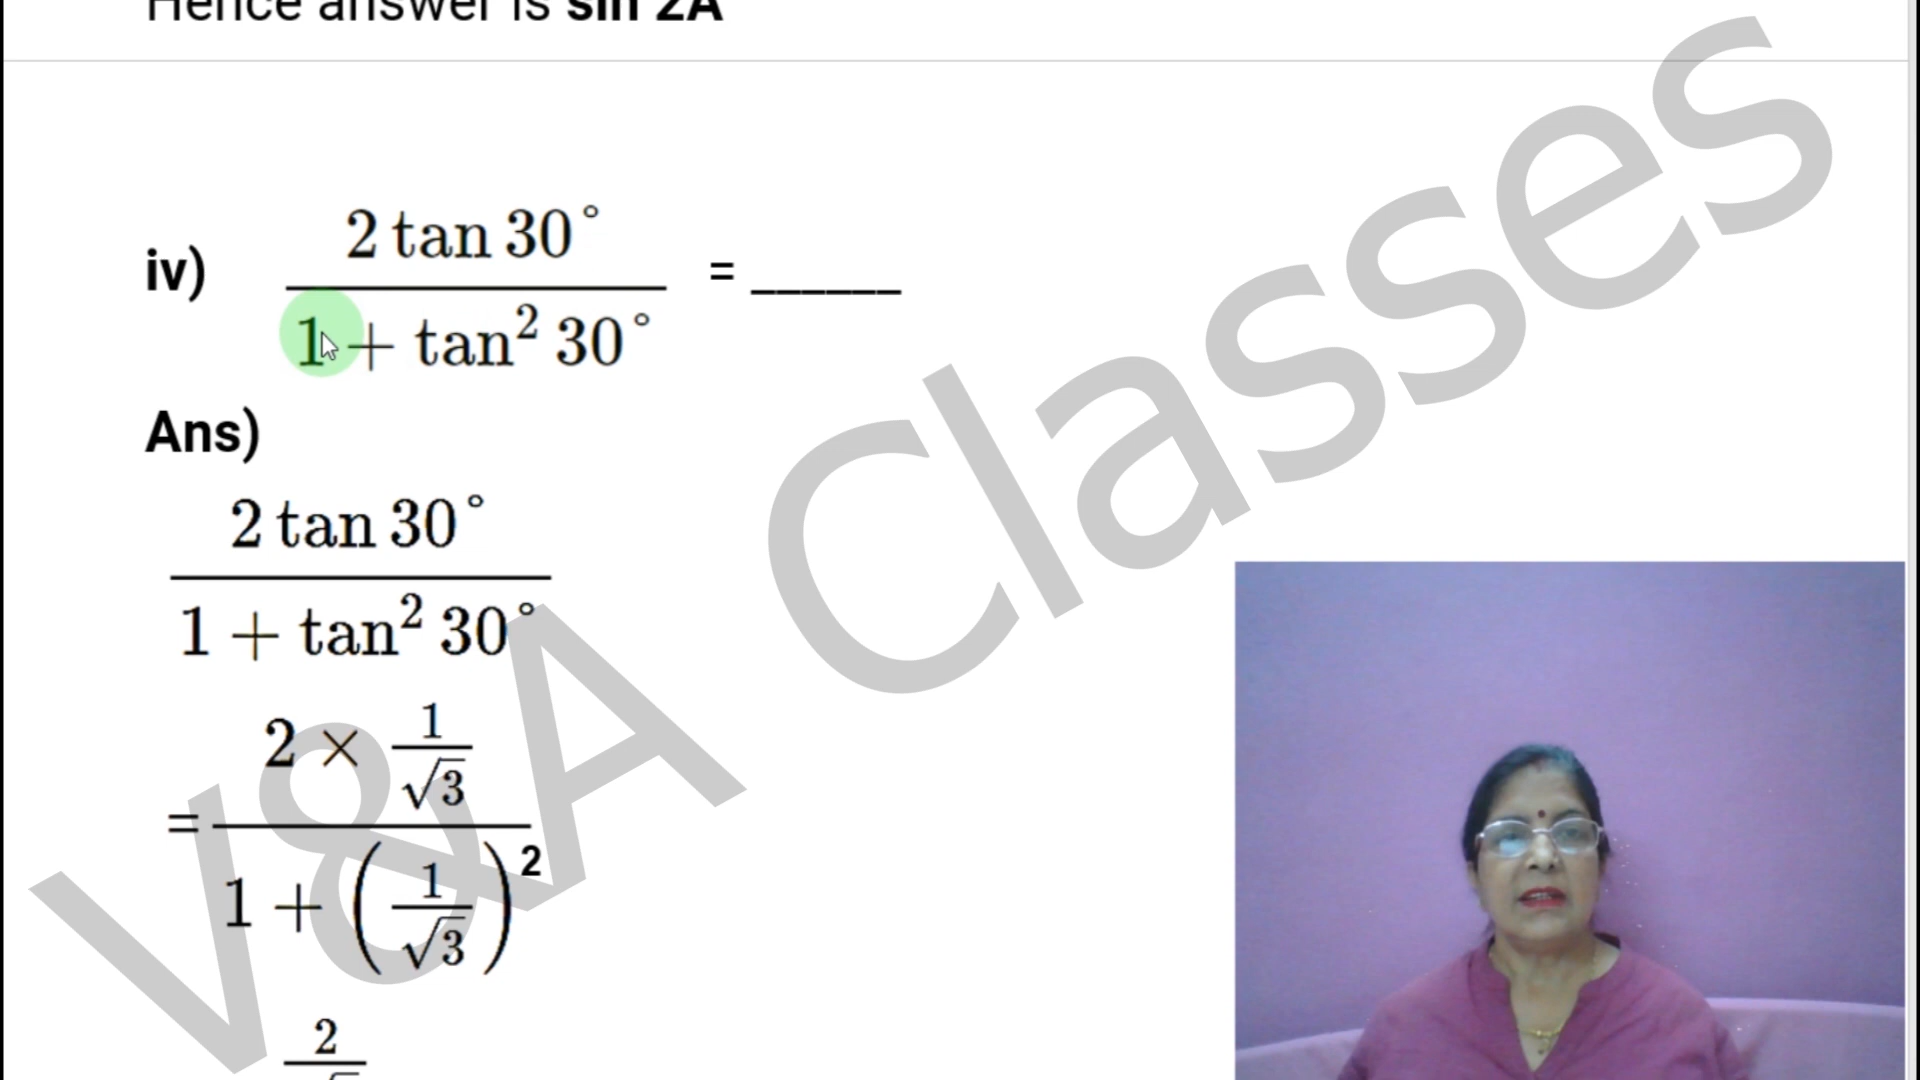 Hence answer is sin 2A
iv) 2 tan 30° / 1 + tan² 30° = ______
Ans)
2 tan 30° / 1 + tan² 30°
= 2 × 1/√3 / 1 + (1/√3)²
2
V&A Classes